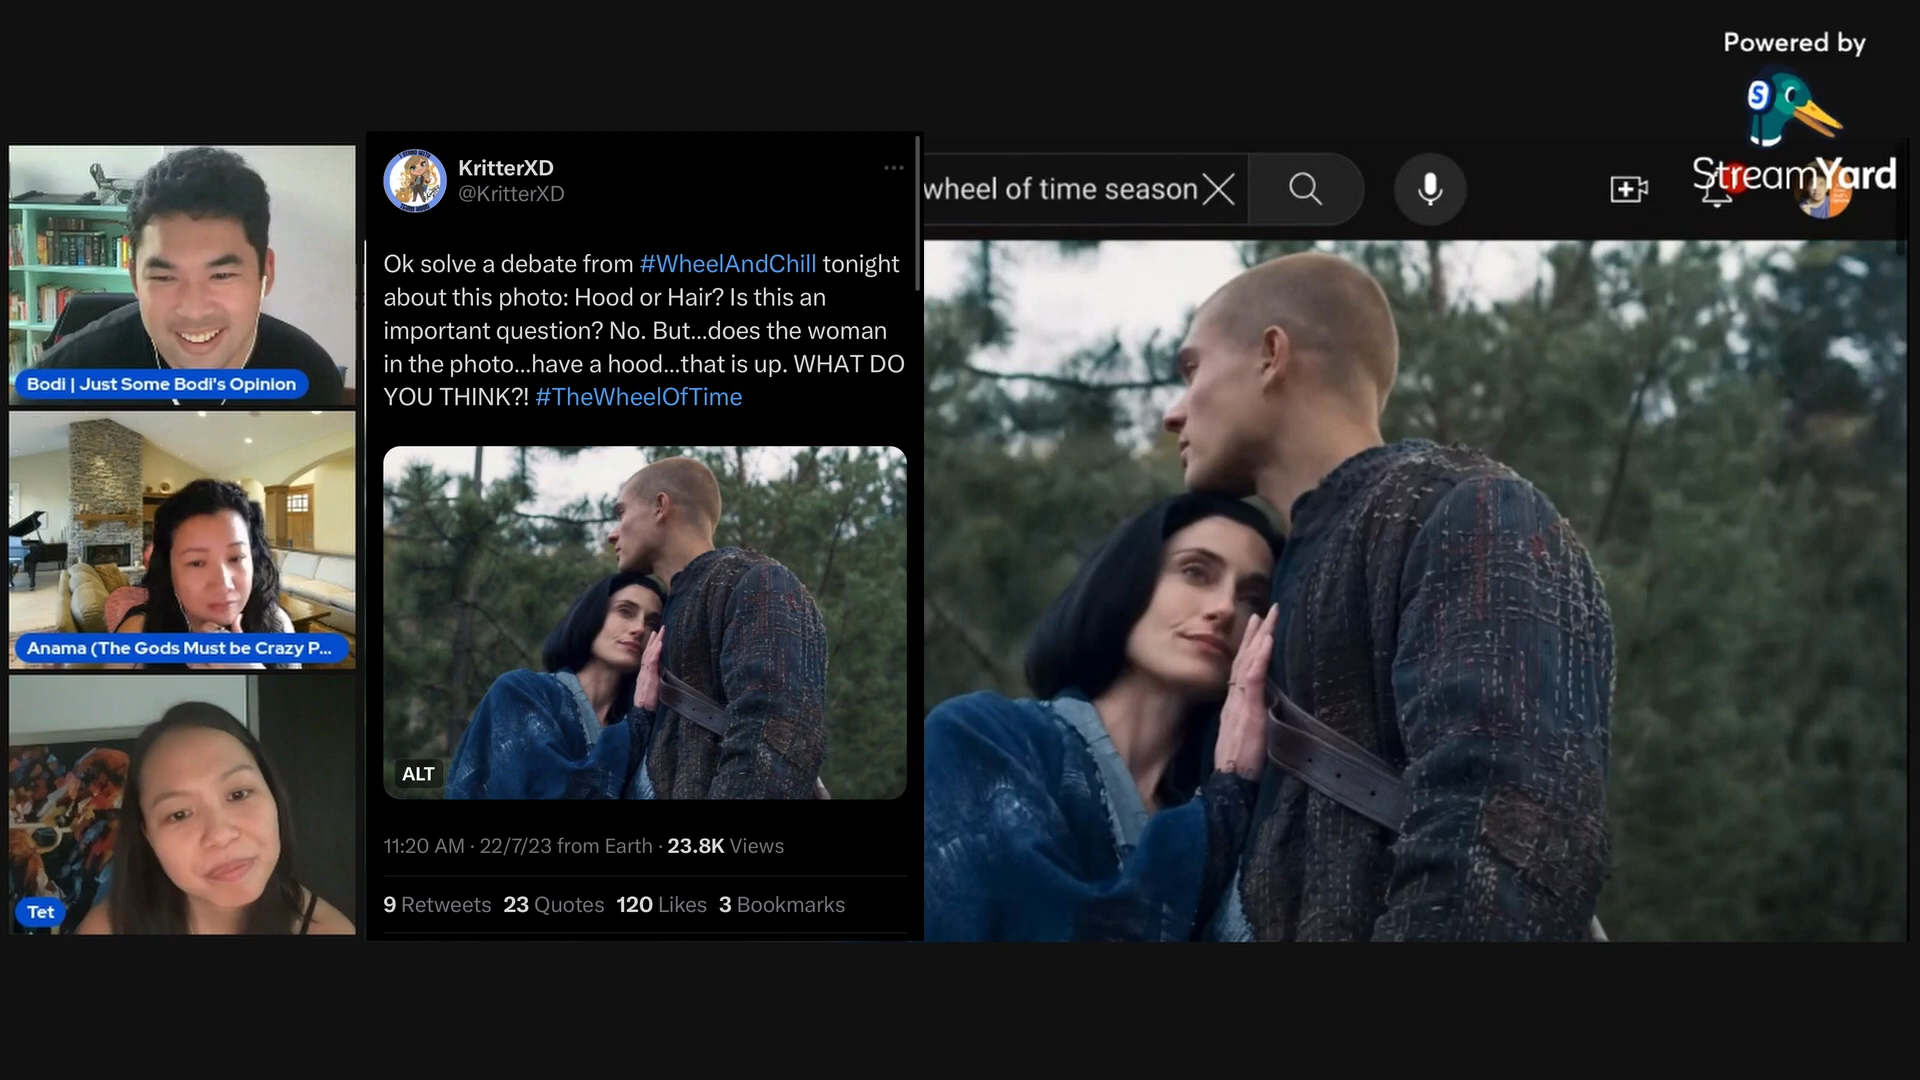 Powered by
StreamYard
Bodi | Just Some Bodi's Opinion
Anama (The Gods Must be Crazy P...
Tet
KritterXD
@KritterXD
Ok solve a debate from #WheelAndChill tonight
about this photo: Hood or Hair? Is this an
important question? No. But...does the woman
in the photo...have a hood...that is up. WHAT DO
YOU THINK?! #TheWheelOfTime
ALT
11:20 AM · 22/7/23 from Earth · 23.8K Views
9 Retweets 23 Quotes 120 Likes 3 Bookmarks
wheel of time season